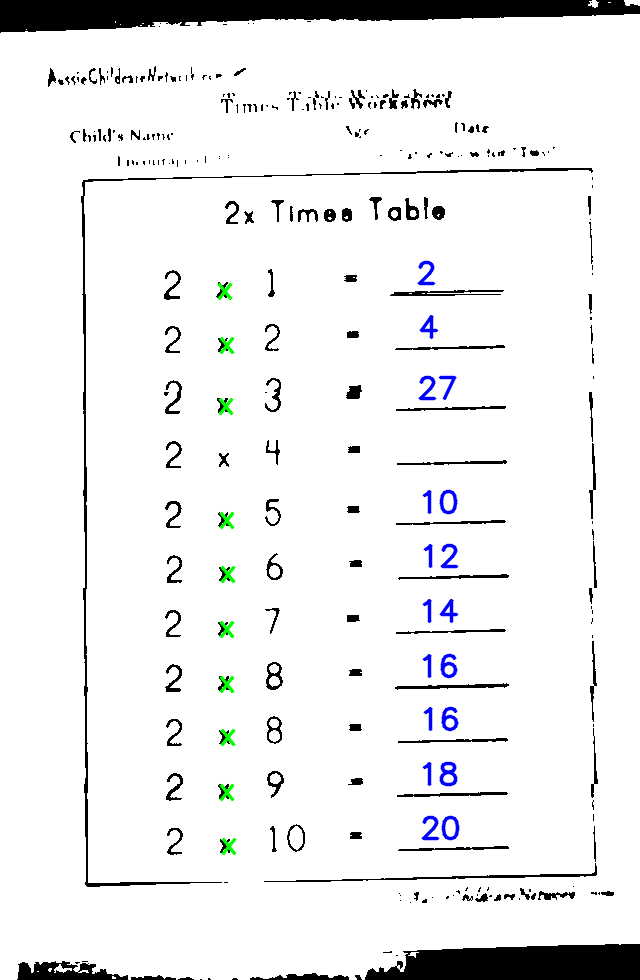 AussieChildcareNetwork.com
Times Table Worksheet
Child's Name Age Date
2x Times Table
2 x 1 = 2
2 x 2 = 4
2 x 3 = 27
2 x 4 =
2 x 5 = 10
2 x 6 = 12
2 x 7 = 14
2 x 8 = 16
2 x 8 = 16
2 x 9 = 18
2 x 10 = 20
AussieChildcareNetwork